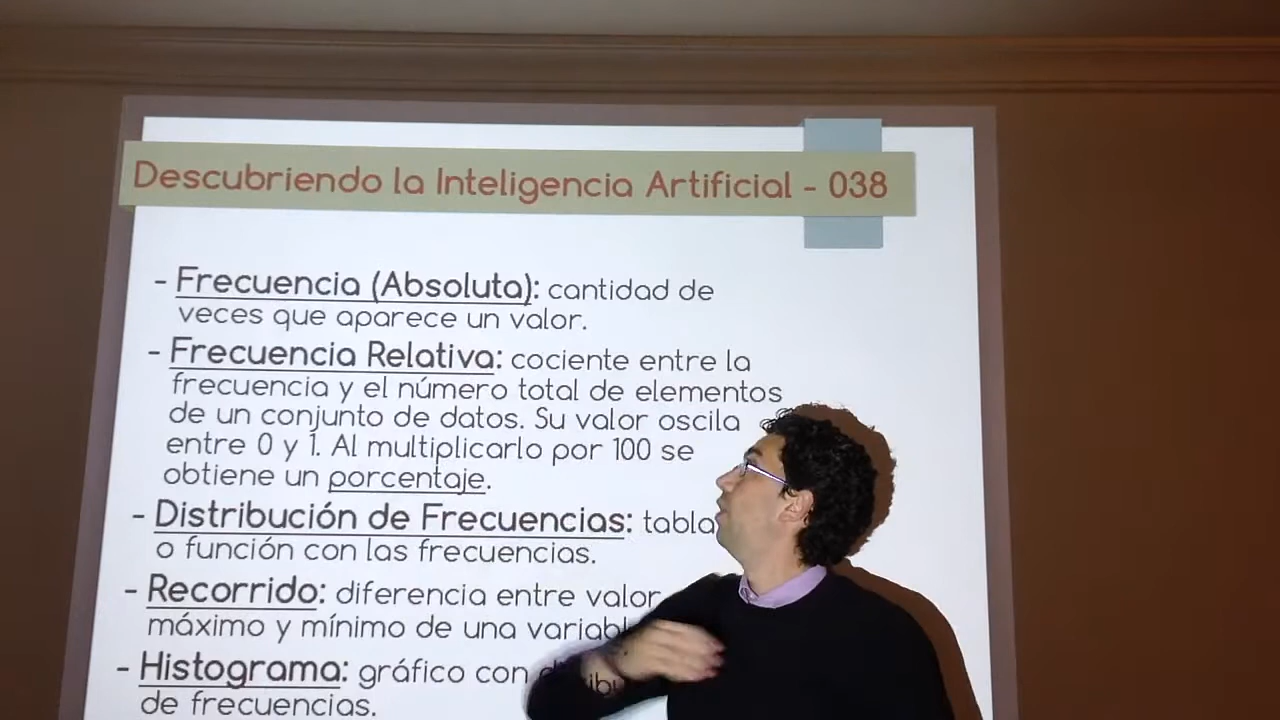 Descubriendo la Inteligencia Artificial - 038
- Frecuencia (Absoluta): cantidad de
veces que aparece un valor.
- Frecuencia Relativa: cociente entre la
frecuencia y el número total de elementos
de un conjunto de datos. Su valor oscila
entre 0 y 1. Al multiplicarlo por 100 se
obtiene un porcentaje.
- Distribución de Frecuencias: tabla
o función con las frecuencias.
- Recorrido: diferencia entre valor
máximo y mínimo de una
- Histograma: gráfico con
de frecuencias.